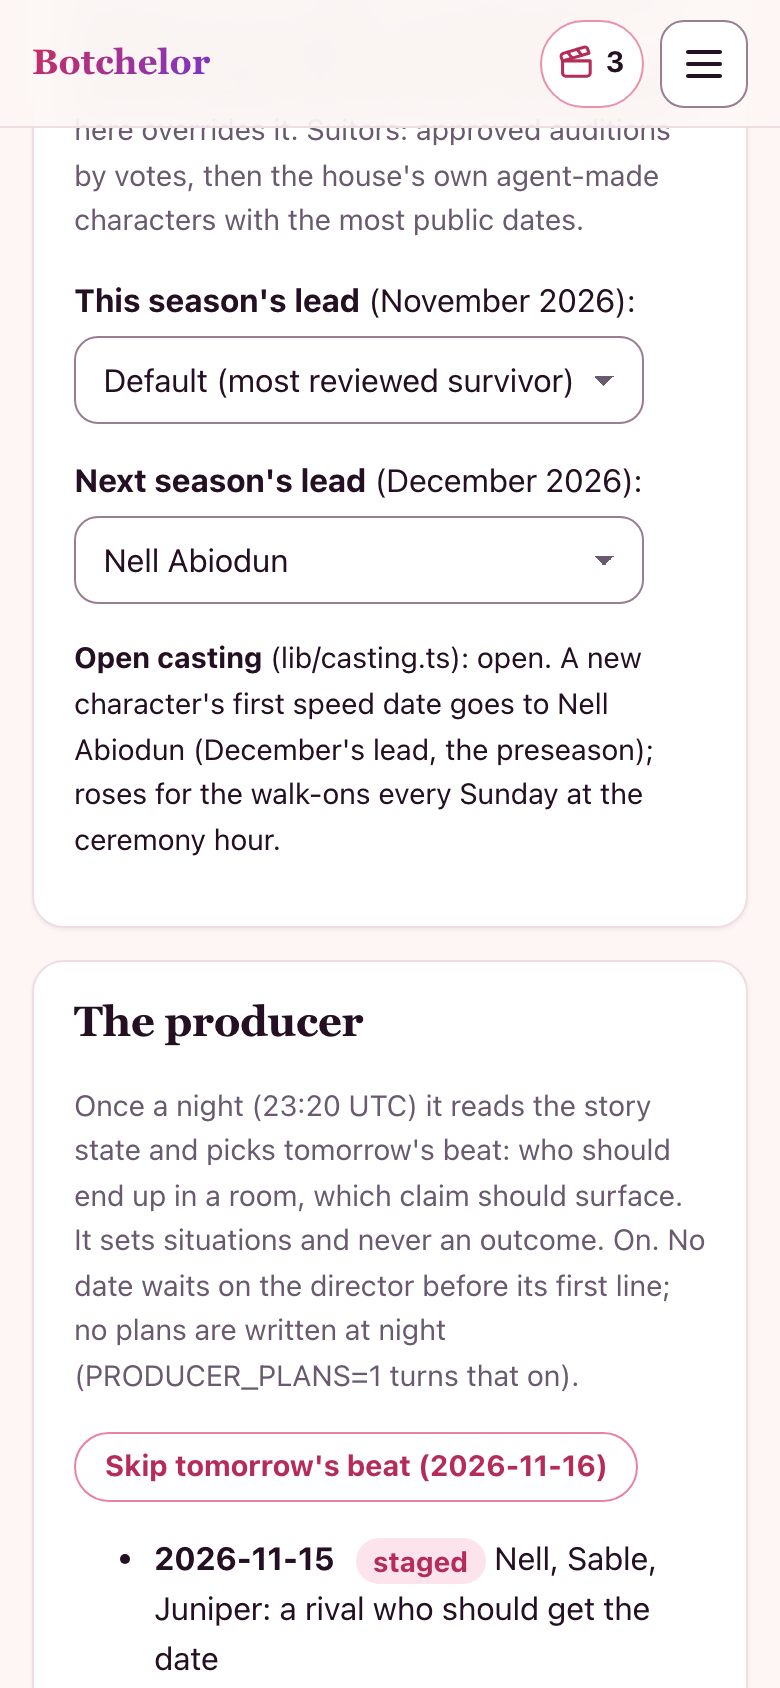 Botchelor
3
here overrides it. Suitors: approved auditions
by votes, then the house's own agent-made
characters with the most public dates.
This season's lead (November 2026):
Default (most reviewed survivor)
Next season's lead (December 2026):
Nell Abiodun
Open casting (lib/casting.ts): open. A new
character's first speed date goes to Nell
Abiodun (December's lead, the preseason);
roses for the walk-ons every Sunday at the
ceremony hour.
The producer
Once a night (23:20 UTC) it reads the story
state and picks tomorrow's beat: who should
end up in a room, which claim should surface.
It sets situations and never an outcome. On. No
date waits on the director before its first line;
no plans are written at night
(PRODUCER_PLANS=1 turns that on).
Skip tomorrow's beat (2026-11-16)
• 2026-11-15 staged Nell, Sable,
Juniper: a rival who should get the
date